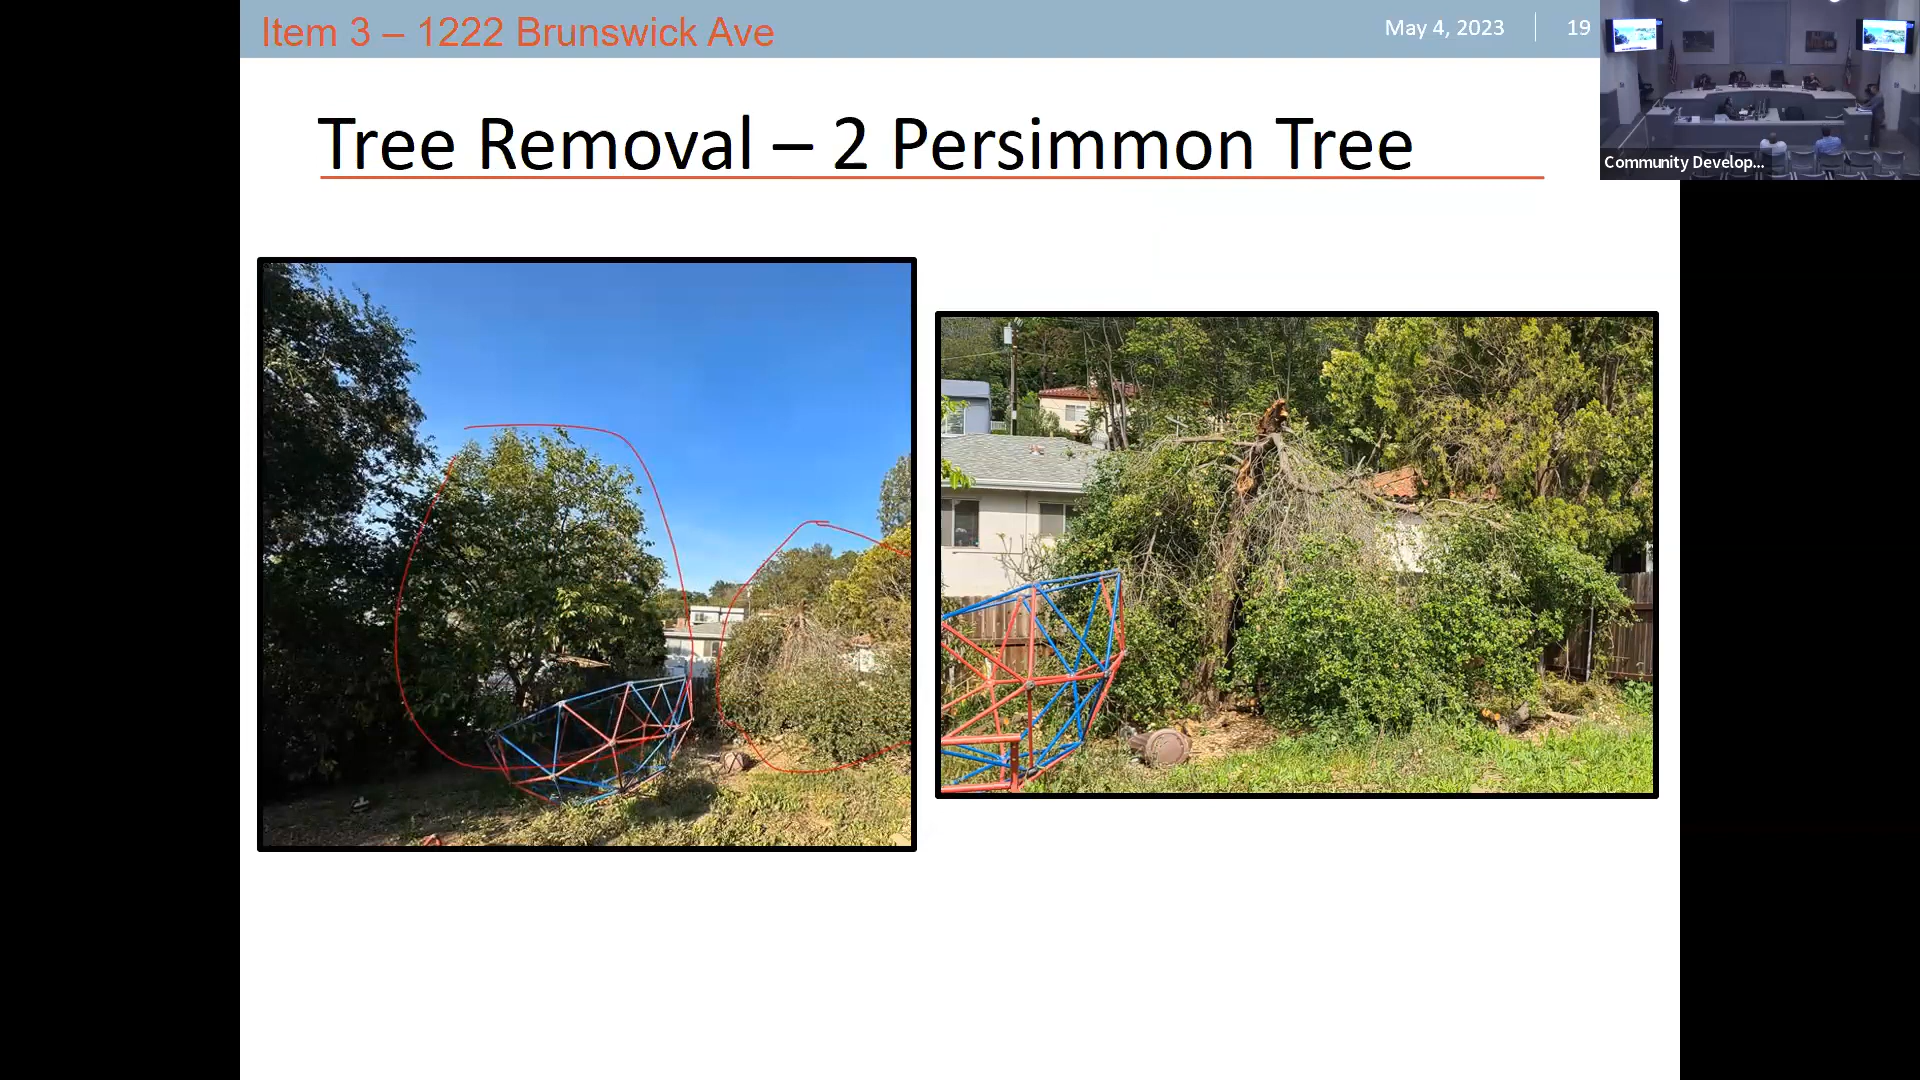 Item 3 – 1222 Brunswick Ave
May 4, 2023
19
Community Develop...
Tree Removal – 2 Persimmon Tree